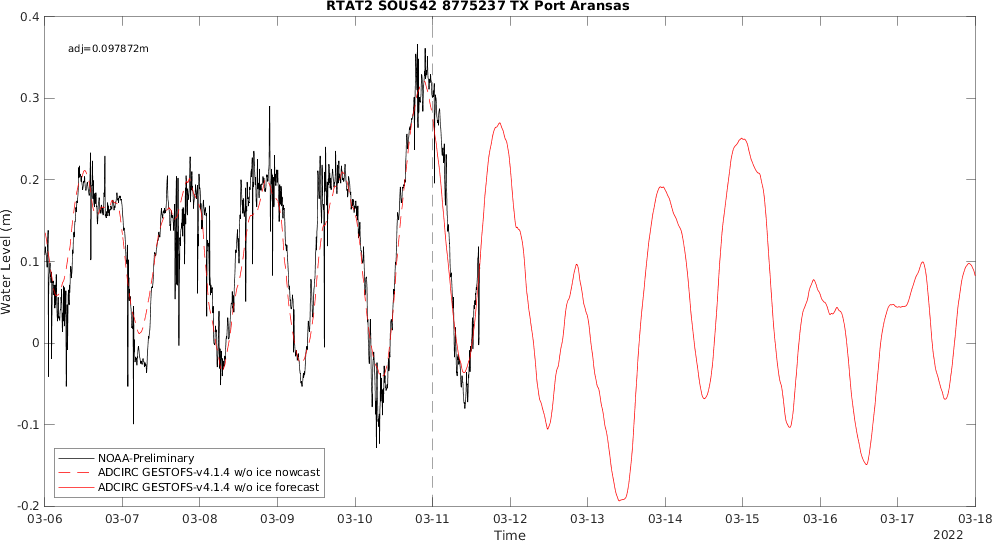 RTAT2 SOUS42 8775237 TX Port Aransas
adj=0.097872m
0.4
0.3
0.2
0.1
0
-0.1
-0.2
Water Level (m)
NOAA-Preliminary
ADCIRC GESTOFS-v4.1.4 w/o ice nowcast
ADCIRC GESTOFS-v4.1.4 w/o ice forecast
03-06 03-07 03-08 03-09 03-10 03-11 03-12 03-13 03-14 03-15 03-16 03-17 03-18
Time
2022